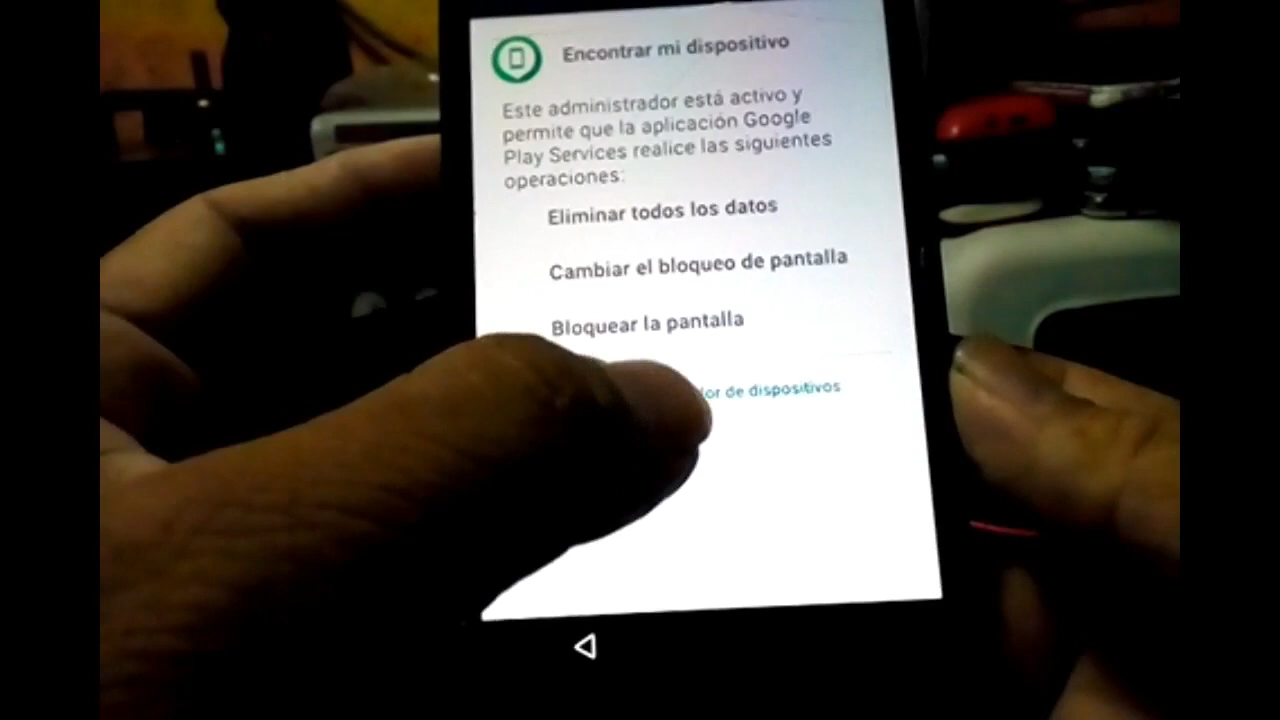 Encontrar mi dispositivo
Este administrador está activo y
permite que la aplicación Google
Play Services realice las siguientes
operaciones:
Eliminar todos los datos
Cambiar el bloqueo de pantalla
Bloquear la pantalla
de dispositivos